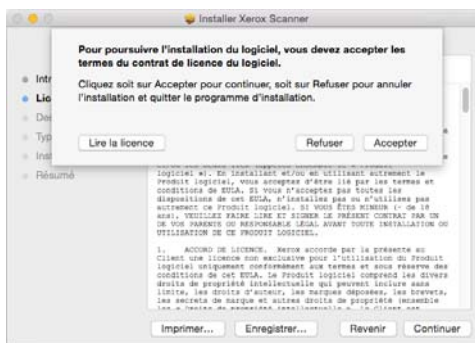 Installer Xerox Scanner
Pour poursuivre l'installation du logiciel, vous devez accepter les
termes du contrat de licence du logiciel.
Cliquez soit sur Accepter pour continuer, soit sur Refuser pour annuler
l'installation et quitter le programme d'installation.
Lire la licence
Refuser
Accepter
Intr
Lic
Des
Typ
Inst
Résumé
logiciel »). En installant et/ou en utilisant autrement le
Produit logiciel, vous acceptez d'être lié par les termes et
conditions de cet EULA. Si vous n'acceptez pas toutes les
dispositions de cet EULA, n'installez pas ou n'utilisez pas
autrement ce Produit logiciel. SI VOUS ÊTES MINEUR (- de 18
ans), VEUILLEZ FAIRE LIRE ET SIGNER LE PRÉSENT CONTRAT PAR UN
DE VOS PARENTS OU RESPONSABLE LÉGAL AVANT TOUTE INSTALLATION OU
UTILISATION DE CE PRODUIT LOGICIEL.
1. ACCORD DE LICENCE. Xerox accorde par la présente au
Client une licence non exclusive pour l'utilisation du Produit
logiciel uniquement conformément aux termes et sous réserve des
conditions de cet EULA. Le Produit logiciel comprend les divers
droits de propriété intellectuelle qui peuvent inclure sans
limite, les droits d'auteur, les marques déposées, les brevets,
les secrets de marque et autres droits de propriété (ensemble
Imprimer...
Enregistrer...
Revenir
Continuer